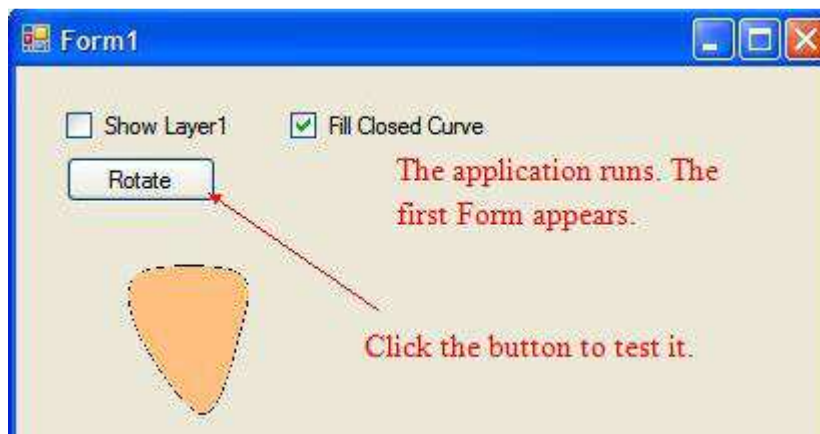 Form1
Show Layer1
Fill Closed Curve
Rotate
The application runs. The
first Form appears.
Click the button to test it.